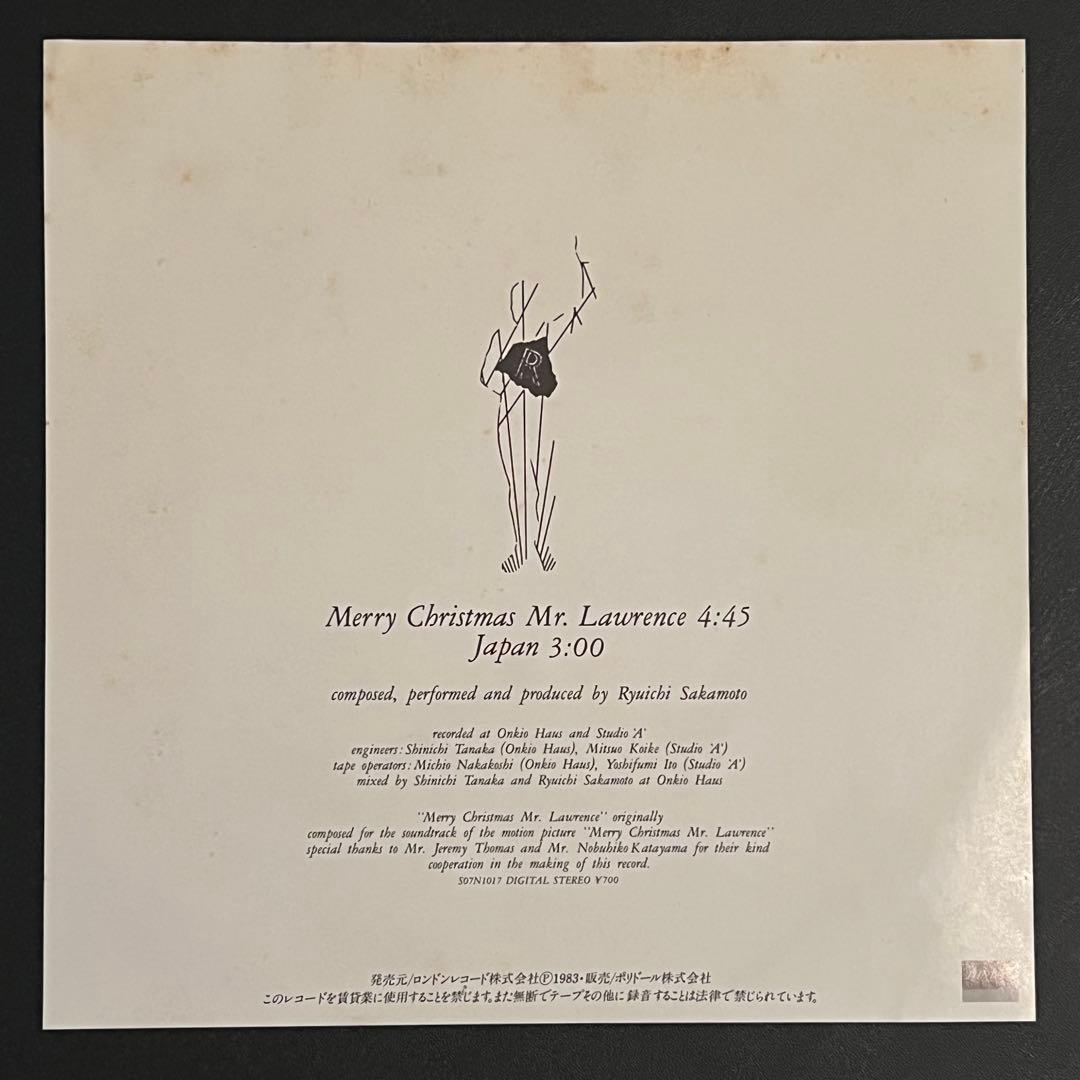 R
Merry Christmas Mr. Lawrence 4:45
Japan 3:00
composed, performed and produced by Ryuichi Sakamoto
recorded at Onkio Haus and Studio 'A'
engineers: Shinichi Tanaka (Onkio Haus), Mitsuo Koike (Studio 'A')
tape operators: Michio Nakakoshi (Onkio Haus), Yoshifumi Ito (Studio 'A')
mixed by Shinichi Tanaka and Ryuichi Sakamoto at Onkio Haus
"Merry Christmas Mr. Lawrence" originally
composed for the soundtrack of the motion picture "Merry Christmas Mr. Lawrence"
special thanks to Mr. Jeremy Thomas and Mr. Nobuhiko Katayama for their kind
cooperation in the making of this record.
S07N1017 DIGITAL STEREO ¥700
発売元/ロンドンレコード株式会社Ⓟ1983・販売/ポリドール株式会社
このレコードを賃貸業に使用することを禁じます。また無断でテープその他に録音することは法律で禁じられています。